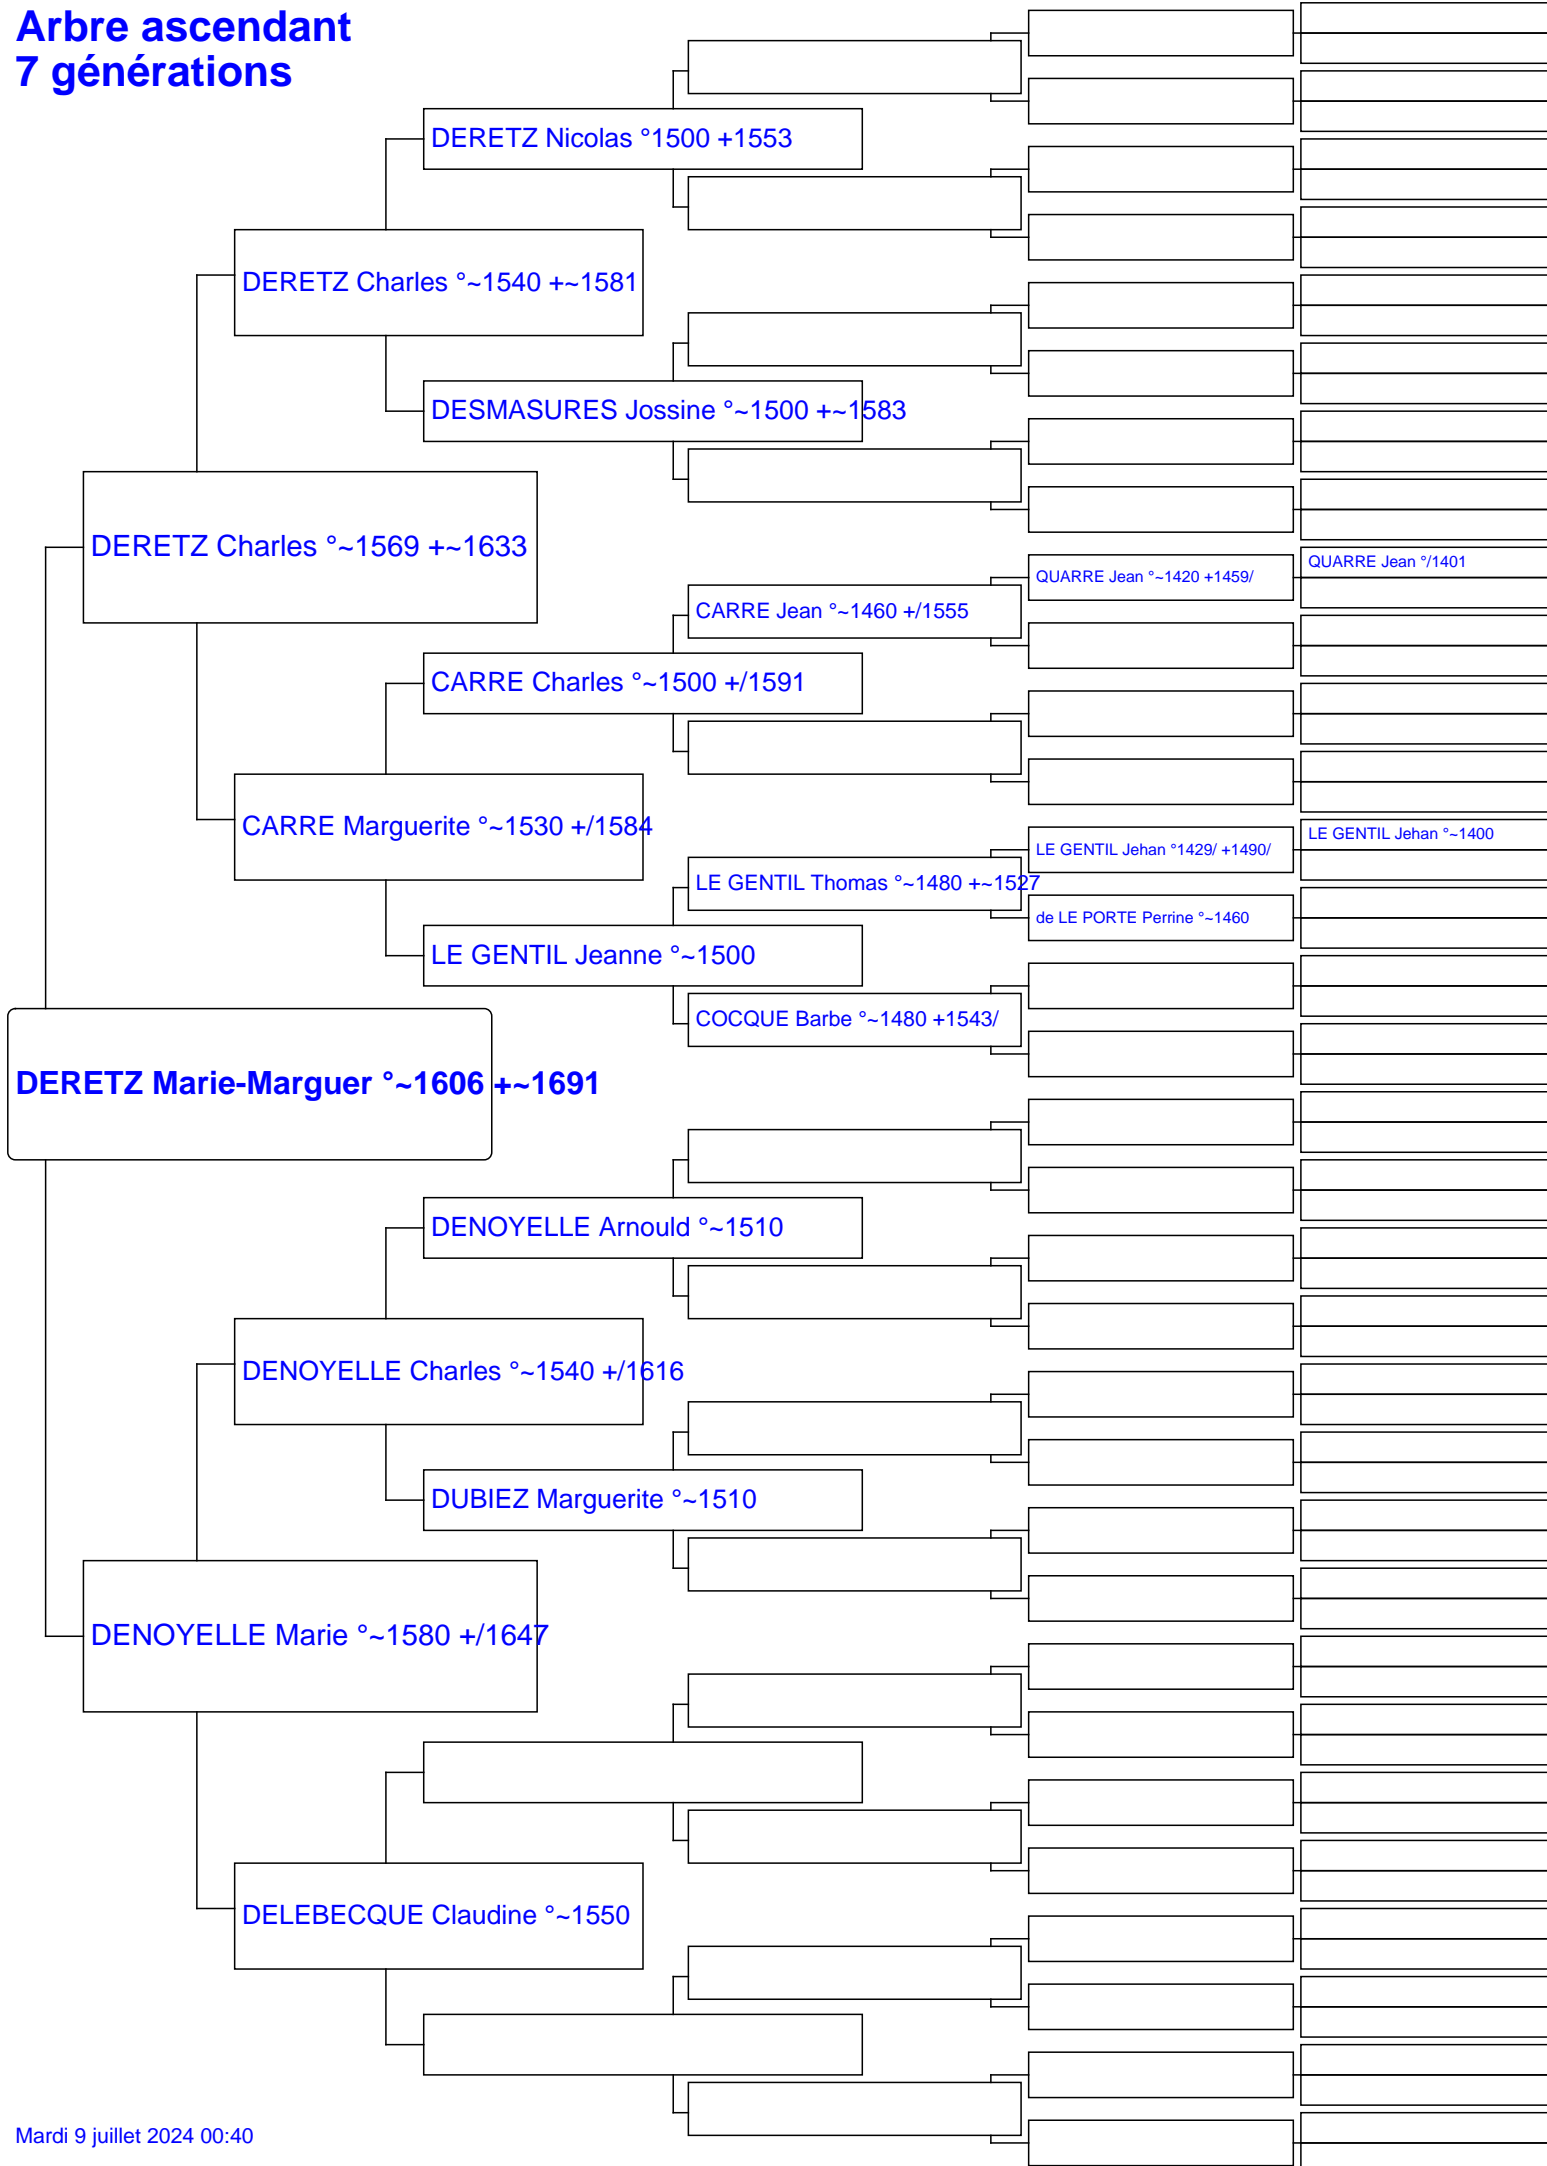 Arbre ascendant
7 générations
DERETZ Nicolas °1500 +1553
DERETZ Charles °~1540 +~1581
DESMASURES Jossine °~1500 +~1583
DERETZ Charles °~1569 +~1633
QUARRE Jean °/1401
QUARRE Jean °~1420 +1459/
CARRE Jean °~1460 +/1555
CARRE Charles °~1500 +/1591
CARRE Marguerite °~1530 +/1584
LE GENTIL Jehan °~1400
LE GENTIL Jehan °1429/ +1490/
LE GENTIL Thomas °~1480 +~1527
de LE PORTE Perrine °~1460
LE GENTIL Jeanne °~1500
COCQUE Barbe °~1480 +1543/
DERETZ Marie-Marguer °~1606 +~1691
DENOYELLE Arnould °~1510
DENOYELLE Charles °~1540 +/1616
DUBIEZ Marguerite °~1510
DENOYELLE Marie °~1580 +/1647
DELEBECQUE Claudine °~1550
Mardi 9 juillet 2024 00:40